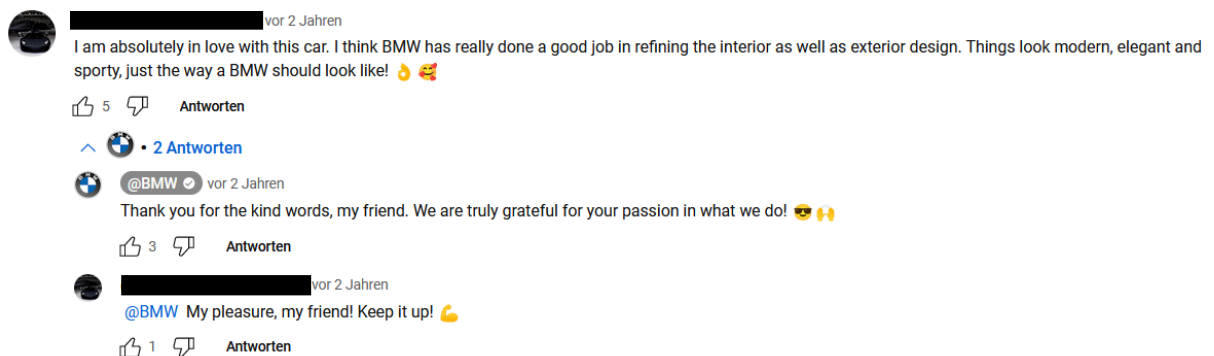 vor 2 Jahren
I am absolutely in love with this car. I think BMW has really done a good job in refining the interior as well as exterior design. Things look modern, elegant and
sporty, just the way a BMW should look like! 👌 🥰
5 Antworten
2 Antworten
@BMW vor 2 Jahren
Thank you for the kind words, my friend. We are truly grateful for your passion in what we do! 😎 🙌
3 Antworten
vor 2 Jahren
@BMW My pleasure, my friend! Keep it up! 💪
1 Antworten